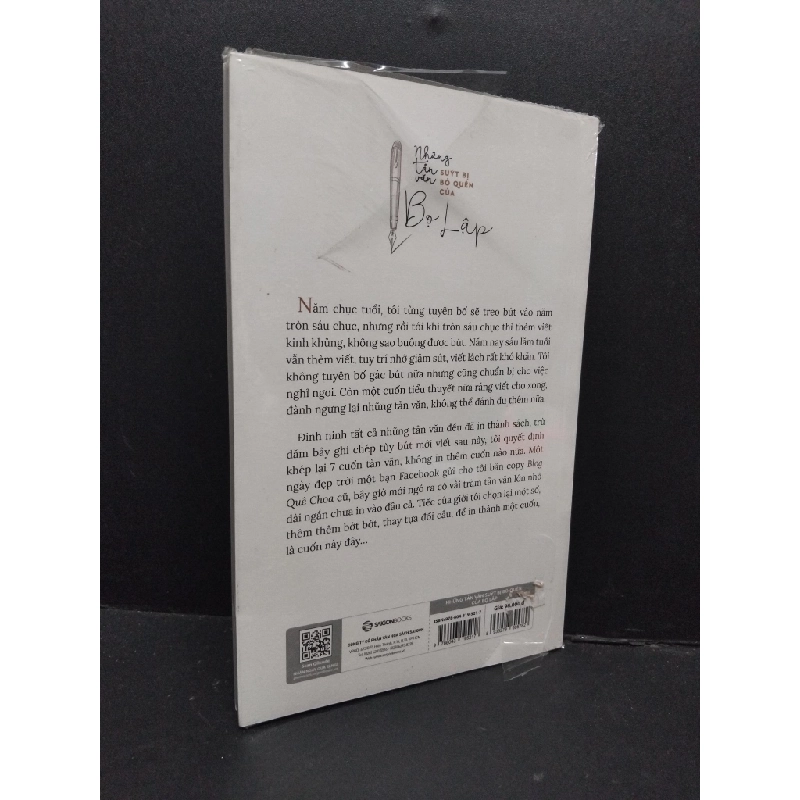 Những
tản
văn
SUÝT BỊ
BỎ QUÊN
CỦA
Bọ Lập
Năm chục tuổi, tôi từng tuyên bố sẽ treo bút vào năm
tròn sáu chục, nhưng rồi tới khi tròn sáu chục thì thèm viết
kinh khủng, không sao buông được bút. Năm nay sáu lăm tuổi
vẫn thèm viết, tuy trí nhớ giảm sút, viết lách rất khó khăn. Tôi
không tuyên bố gác bút nữa nhưng cũng chuẩn bị cho việc
nghỉ ngơi. Còn một cuốn tiểu thuyết nữa ráng viết cho xong,
đành ngưng lại những tản văn, không thể đánh đu thêm nữa.
Đinh ninh tất cả những tản văn đều đã in thành sách, trừ
dăm bảy ghi chép tùy bút mới viết sau này, tôi quyết định
khép lại 7 cuốn tản văn, không in thêm cuốn nào nữa. Một
ngày đẹp trời một bạn Facebook gửi cho tôi bản copy Blog
Quê Choa cũ, bấy giờ mới ngớ ra có vài trăm tản văn lớn nhỏ
dài ngắn chưa in vào đâu cả. Tiếc của giời tôi chọn lại một số,
thêm thêm bớt bớt, thay tựa đổi câu, để in thành một cuốn,
là cuốn này đây...
SAIGONBOOKS